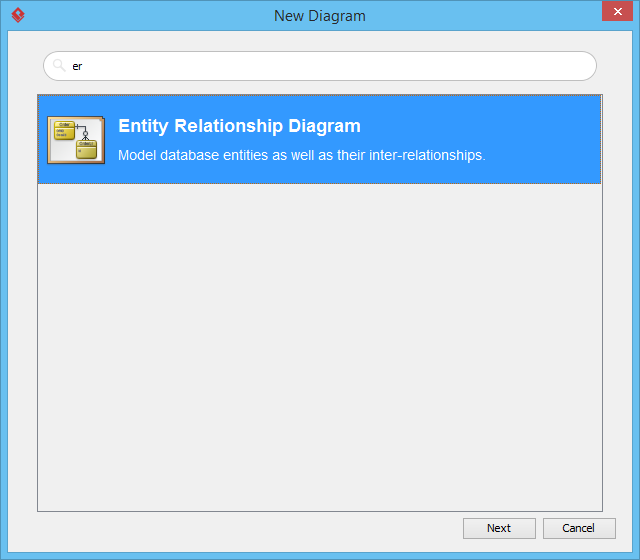 New Diagram
er
Entity Relationship Diagram
Model database entities as well as their inter-relationships.
Next
Cancel